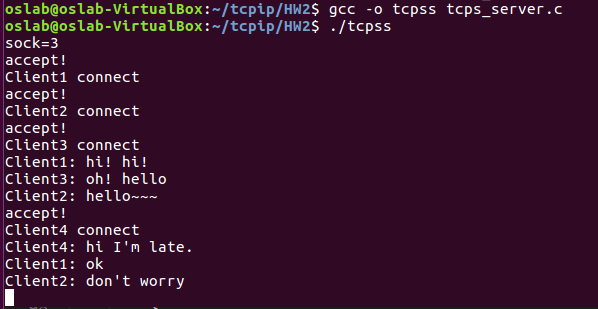 oslab@oslab-VirtualBox:~/tcpip/HW2$ gcc -o tcpss tcps_server.c
oslab@oslab-VirtualBox:~/tcpip/HW2$ ./tcpss
sock=3
accept!
Client1 connect
accept!
Client2 connect
accept!
Client3 connect
Client1: hi! hi!
Client3: oh! hello
Client2: hello~~~
accept!
Client4 connect
Client4: hi I'm late.
Client1: ok
Client2: don't worry